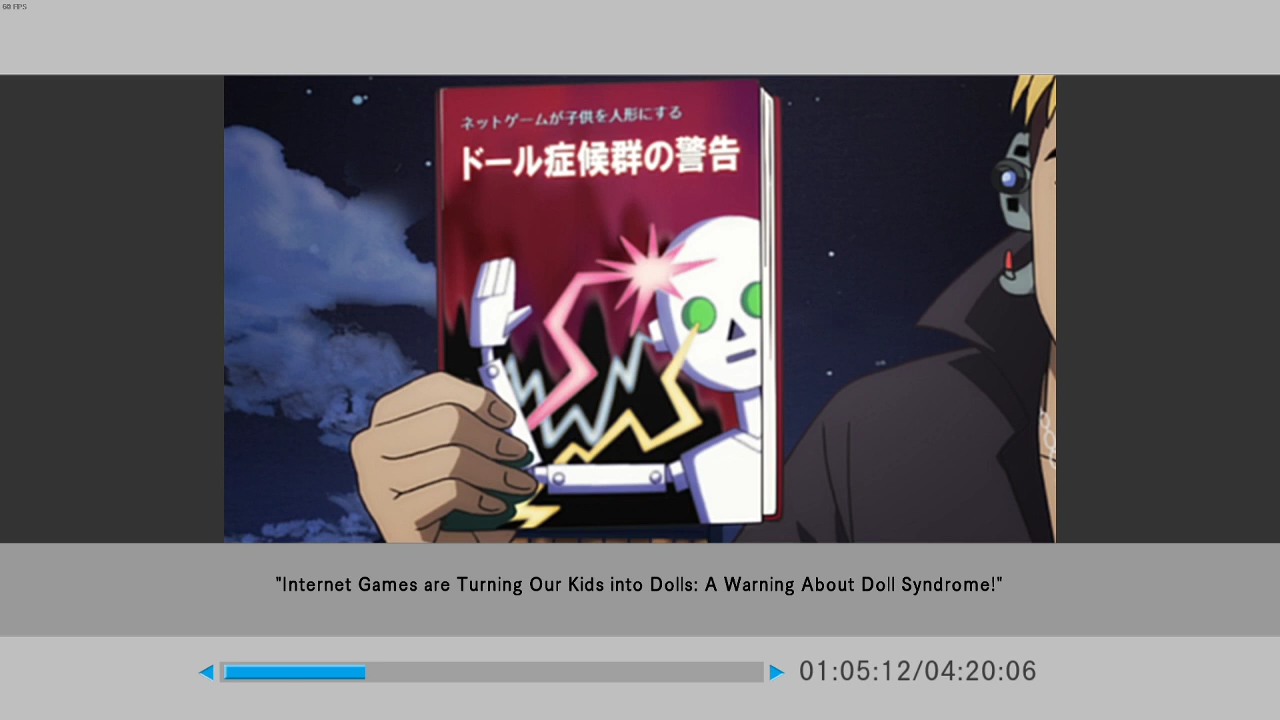 60 FPS
ネットゲームが子供を人形にする
ドール症候群の警告
"Internet Games are Turning Our Kids into Dolls: A Warning About Doll Syndrome!"
01:05:12/04:20:06